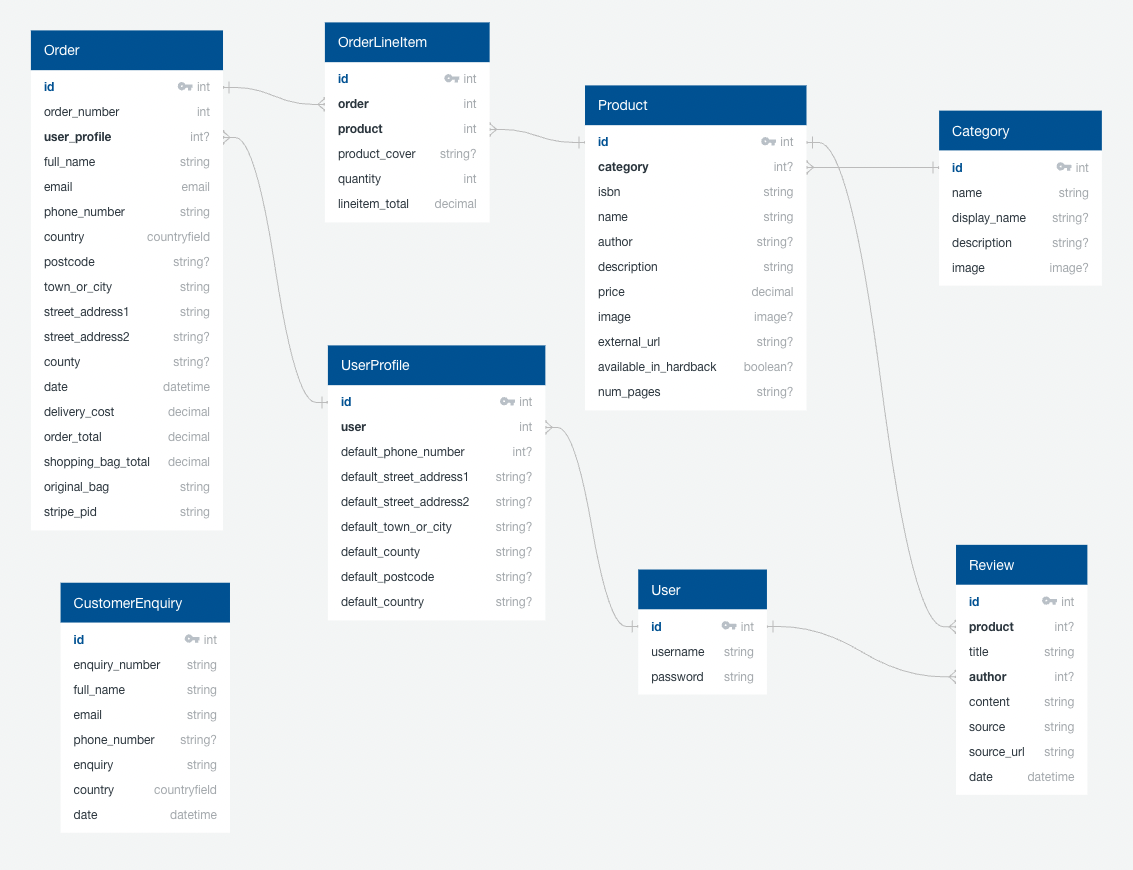 Order
id int
order_number int
user_profile int?
full_name string
email email
phone_number string
country countryfield
postcode string?
town_or_city string
street_address1 string
street_address2 string?
county string?
date datetime
delivery_cost decimal
order_total decimal
shopping_bag_total decimal
original_bag string
stripe_pid string
OrderLineItem
id int
order int
product int
product_cover string?
quantity int
lineitem_total decimal
Product
id int
category int?
isbn string
name string
author string?
description string
price decimal
image image?
external_url string?
available_in_hardback boolean?
num_pages string?
Category
id int
name string
display_name string?
description string?
image image?
UserProfile
id int
user int
default_phone_number int?
default_street_address1 string?
default_street_address2 string?
default_town_or_city string?
default_county string?
default_postcode string?
default_country string?
CustomerEnquiry
id int
enquiry_number string
full_name string
email string
phone_number string?
enquiry string
country countryfield
date datetime
User
id int
username string
password string
Review
id int
product int?
title string
author int?
content string
source string
source_url string
date datetime